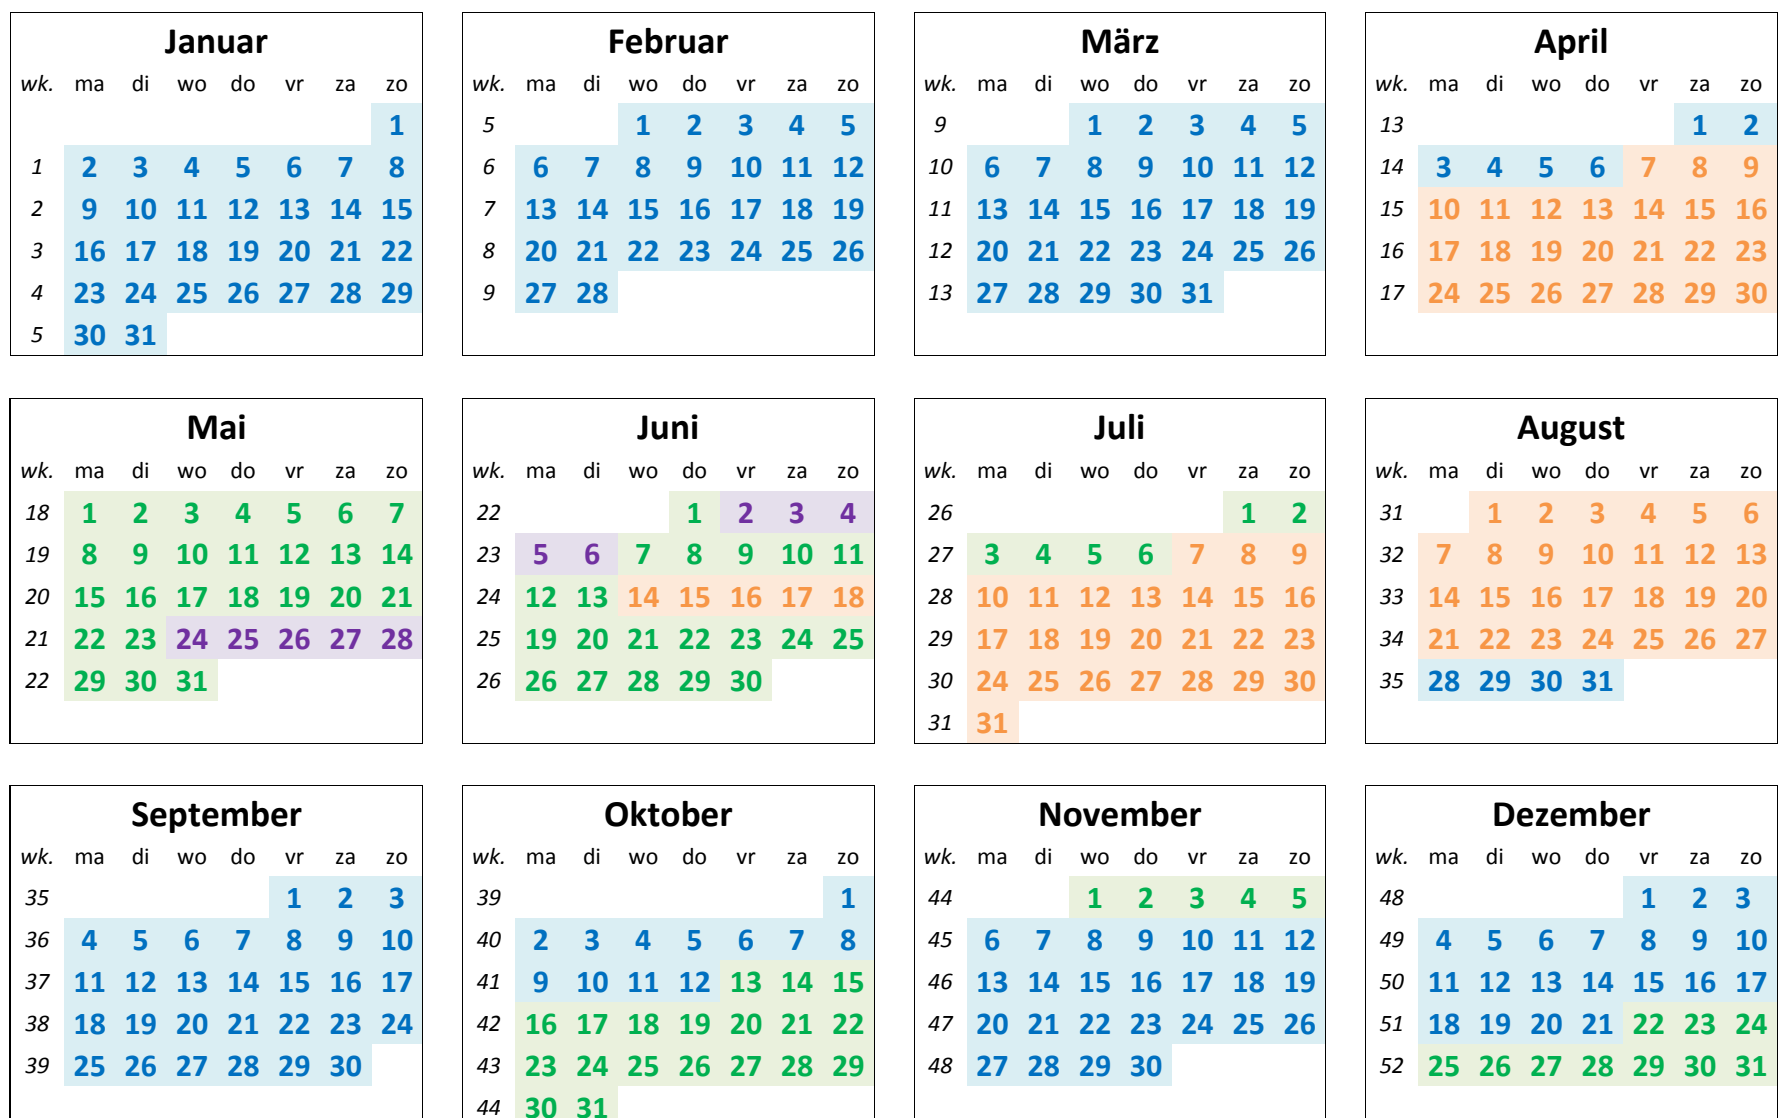 Januar
wk. ma di wo do vr za zo
1
1 2 3 4 5 6 7 8
2 9 10 11 12 13 14 15
3 16 17 18 19 20 21 22
4 23 24 25 26 27 28 29
5 30 31
Februar
wk. ma di wo do vr za zo
5 1 2 3 4 5
6 6 7 8 9 10 11 12
7 13 14 15 16 17 18 19
8 20 21 22 23 24 25 26
9 27 28
März
wk. ma di wo do vr za zo
9 1 2 3 4 5
10 6 7 8 9 10 11 12
11 13 14 15 16 17 18 19
12 20 21 22 23 24 25 26
13 27 28 29 30 31
April
wk. ma di wo do vr za zo
13 1 2
14 3 4 5 6 7 8 9
15 10 11 12 13 14 15 16
16 17 18 19 20 21 22 23
17 24 25 26 27 28 29 30
Mai
wk. ma di wo do vr za zo
18 1 2 3 4 5 6 7
19 8 9 10 11 12 13 14
20 15 16 17 18 19 20 21
21 22 23 24 25 26 27 28
22 29 30 31
Juni
wk. ma di wo do vr za zo
22 1 2 3 4
23 5 6 7 8 9 10 11
24 12 13 14 15 16 17 18
25 19 20 21 22 23 24 25
26 26 27 28 29 30
Juli
wk. ma di wo do vr za zo
26 1 2
27 3 4 5 6 7 8 9
28 10 11 12 13 14 15 16
29 17 18 19 20 21 22 23
30 24 25 26 27 28 29 30
31 31
August
wk. ma di wo do vr za zo
31 1 2 3 4 5 6
32 7 8 9 10 11 12 13
33 14 15 16 17 18 19 20
34 21 22 23 24 25 26 27
35 28 29 30 31
September
wk. ma di wo do vr za zo
35 1 2 3
36 4 5 6 7 8 9 10
37 11 12 13 14 15 16 17
38 18 19 20 21 22 23 24
39 25 26 27 28 29 30
Oktober
wk. ma di wo do vr za zo
39 1
40 2 3 4 5 6 7 8
41 9 10 11 12 13 14 15
42 16 17 18 19 20 21 22
43 23 24 25 26 27 28 29
44 30 31
November
wk. ma di wo do vr za zo
44 1 2 3 4 5
45 6 7 8 9 10 11 12
46 13 14 15 16 17 18 19
47 20 21 22 23 24 25 26
48 27 28 29 30
Dezember
wk. ma di wo do vr za zo
48 1 2 3
49 4 5 6 7 8 9 10
50 11 12 13 14 15 16 17
51 18 19 20 21 22 23 24
52 25 26 27 28 29 30 31